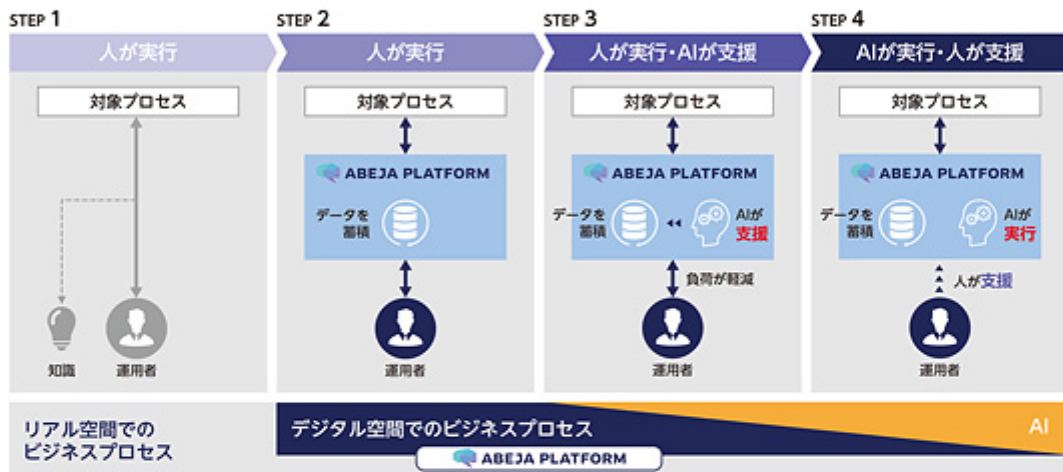 STEP 1
人が実行
対象プロセス
知識
運用者
STEP 2
人が実行
対象プロセス
ABEJA PLATFORM
データを
蓄積
運用者
STEP 3
人が実行・AIが支援
対象プロセス
ABEJA PLATFORM
データを
蓄積
AIが
支援
負荷が軽減
運用者
STEP 4
AIが実行・人が支援
対象プロセス
ABEJA PLATFORM
データを
蓄積
AIが
実行
人が支援
運用者
リアル空間での
ビジネスプロセス
デジタル空間でのビジネスプロセス
AI
ABEJA PLATFORM